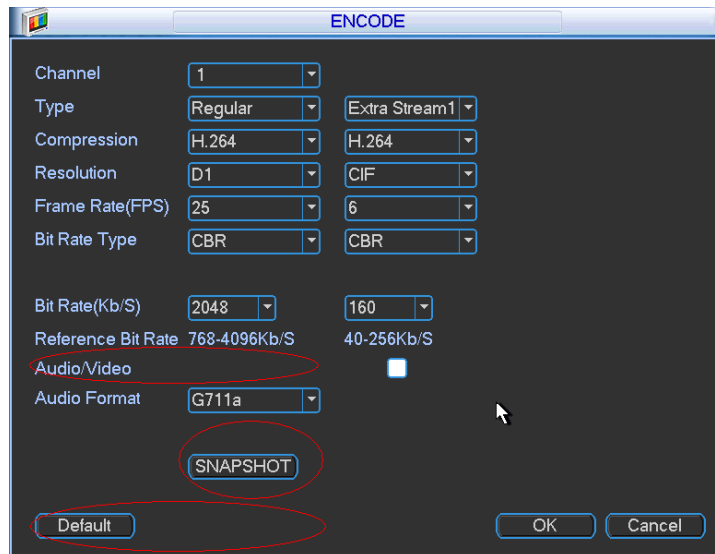 ENCODE
Channel 1
Type Regular Extra Stream1
Compression H.264 H.264
Resolution D1 CIF
Frame Rate(FPS) 25 6
Bit Rate Type CBR CBR
Bit Rate(Kb/S) 2048 160
Reference Bit Rate 768-4096Kb/S 40-256Kb/S
Audio/Video
Audio Format G711a
SNAPSHOT
Default OK Cancel